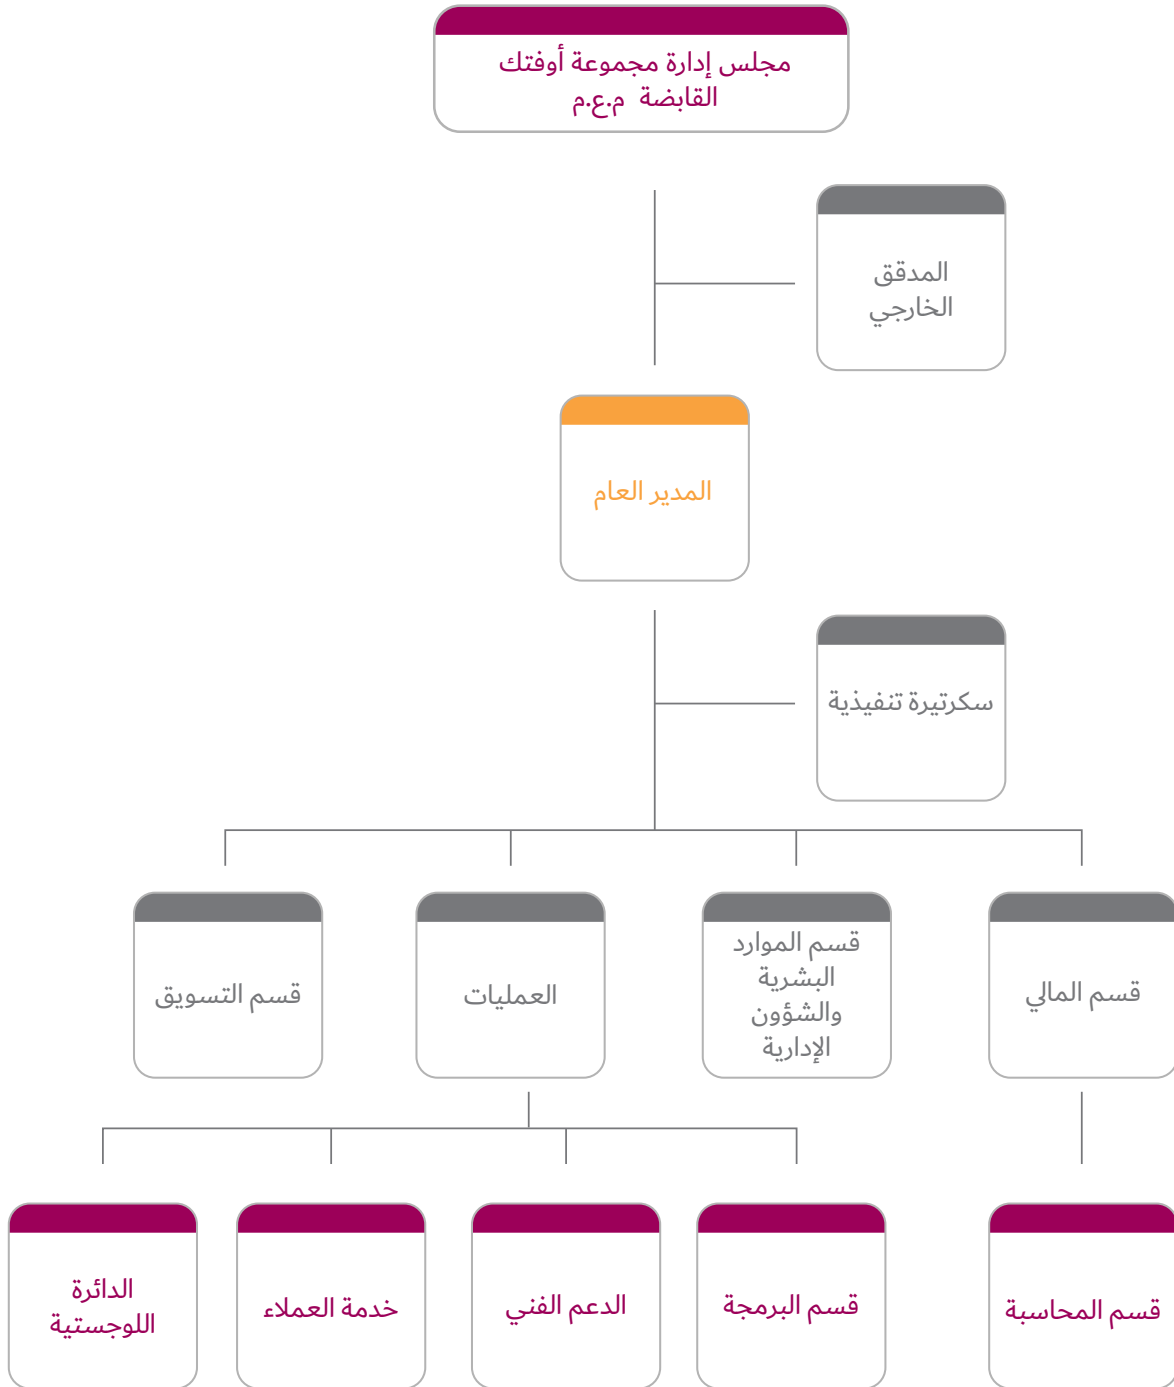 مجلس إدارة مجموعة أوفتك
القابضة م.ع.م
المدقق
الخارجي
المدير العام
سكرتيرة تنفيذية
قسم المالي
قسم الموارد
البشرية
والشؤون
الإدارية
العمليات
قسم التسويق
قسم المحاسبة
قسم البرمجة
الدعم الفني
خدمة العملاء
الدائرة
اللوجستية